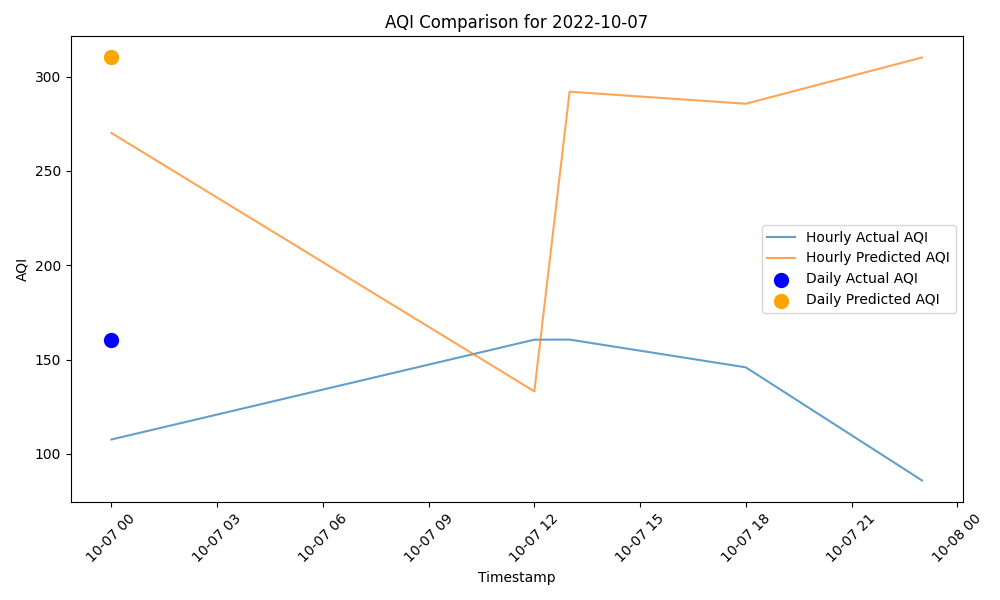 AQI Comparison for 2022-10-07
AQI
300
250
200
150
100
Hourly Actual AQI
Hourly Predicted AQI
Daily Actual AQI
Daily Predicted AQI
10-07 00
10-07 03
10-07 06
10-07 09
10-07 12
10-07 15
10-07 18
10-07 21
10-08 00
Timestamp